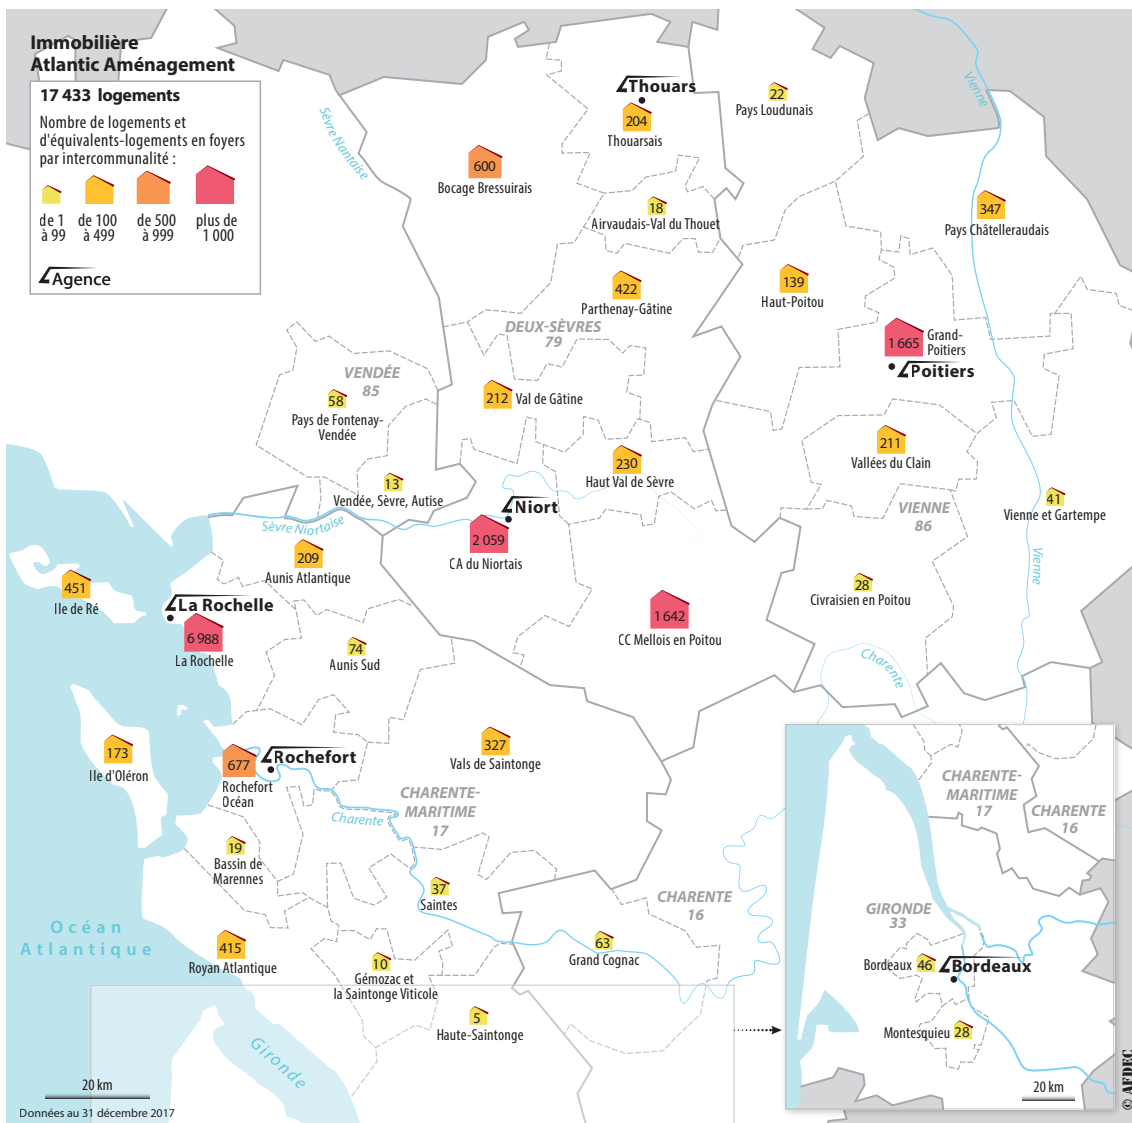 Immobilière
Atlantic Aménagement
17 433 logements
Nombre de logements et
d'équivalents-logements en foyers
par intercommunalité :
de 1
à 99
de 100
à 499
de 500
à 999
plus de
1 000
Agence
Sèvre Nantaise
Thouars
204
Thouarsais
22
Pays Loudunais
Vienne
600
Bocage Bressuirais
18
Airvaudais-Val du Thouet
347
Pays Châtelleraudais
422
Parthenay-Gâtine
139
Haut-Poitou
DEUX-SÈVRES
79
1 665
Grand-
Poitiers
Poitiers
VENDÉE
85
58
Pays de Fontenay-
Vendée
212
Val de Gâtine
211
Vallées du Clain
230
Haut Val de Sèvre
13
Vendée, Sèvre, Autise
Niort
41
Vienne et Gartempe
VIENNE
86
Sèvre Niortaise
2 059
CA du Niortais
209
Aunis Atlantique
Vienne
451
Ile de Ré
28
Civraisien en Poitou
La Rochelle
6 988
La Rochelle
1 642
CC Mellois en Poitou
74
Aunis Sud
Charente
173
Ile d'Oléron
677
Rochefort
Océan
Rochefort
327
Vals de Saintonge
CHARENTE-
MARITIME
17
Charente
19
Bassin de
Marennes
37
Saintes
CHARENTE
16
Océan
Atlantique
415
Royan Atlantique
63
Grand Cognac
10
Gémozac et
la Saintonge Viticole
5
Haute-Saintonge
Gironde
20 km
Données au 31 décembre 2017
CHARENTE-
MARITIME
17
CHARENTE
16
GIRONDE
33
Bordeaux
46
Bordeaux
Montesquieu
28
20 km
© AFDEC